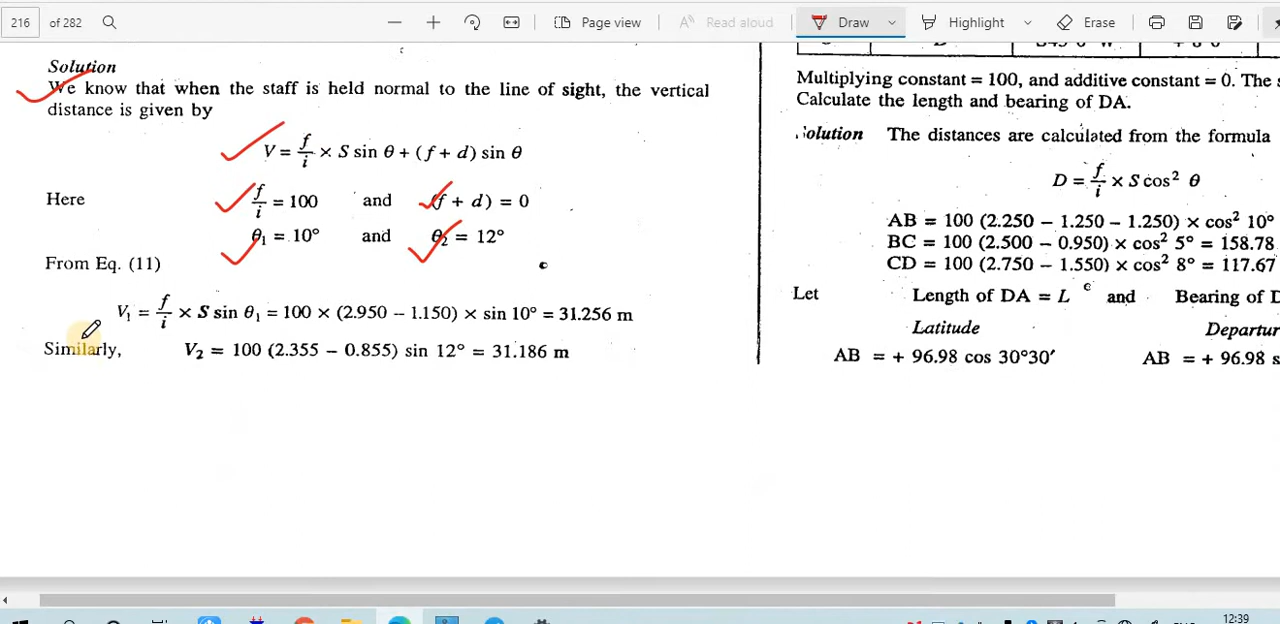 216 of 282 Page view Read aloud Draw Highlight Erase
Solution
We know that when the staff is held normal to the line of sight, the vertical
distance is given by
V = f/i × S sin θ + (f + d) sin θ
Here f/i = 100 and (f + d) = 0
θ₁ = 10° and θ₂ = 12°
From Eq. (11)
V₁ = f/i × S sin θ₁ = 100 × (2.950 − 1.150) × sin 10° = 31.256 m
Similarly, V₂ = 100 (2.355 − 0.855) sin 12° = 31.186 m
Multiplying constant = 100, and additive constant = 0. The s
Calculate the length and bearing of DA.
Solution The distances are calculated from the formula
D = f/i × S cos² θ
AB = 100 (2.250 − 1.250 − 1.250) × cos² 10°
BC = 100 (2.500 − 0.950) × cos² 5° = 158.78
CD = 100 (2.750 − 1.550) × cos² 8° = 117.67
Let Length of DA = L and Bearing of D
Latitude Departur
AB = + 96.98 cos 30°30′ AB = + 96.98 s
12:39